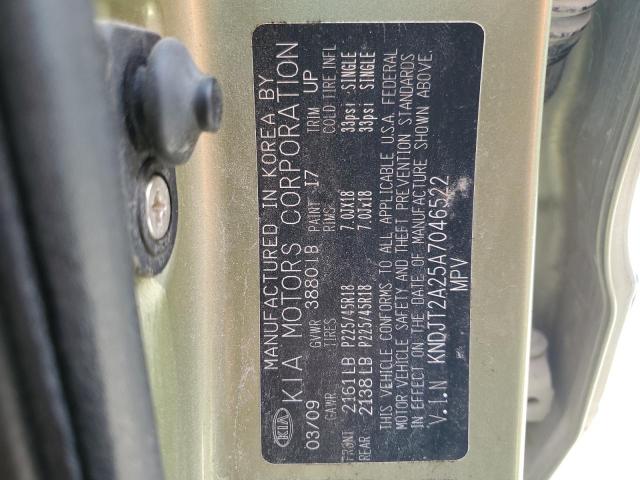 KIA
MANUFACTURED IN KOREA BY
KIA MOTORS CORPORATION
03/09 GVWR 3880LB PAINT I7 TRIM UP
GAWR TIRES RIMS COLD TIRE INFL
FRONT 2161LB P225/45R18 7.0JX18 33psi SINGLE
REAR 2138LB P225/45R18 7.0JX18 33psi SINGLE
THIS VEHICLE CONFORMS TO ALL APPLICABLE U.S.A. FEDERAL
MOTOR VEHICLE SAFETY AND THEFT PREVENTION STANDARDS
IN EFFECT ON THE DATE OF MANUFACTURE SHOWN ABOVE.
V.I.N KNDJT2A25A7046522
MPV